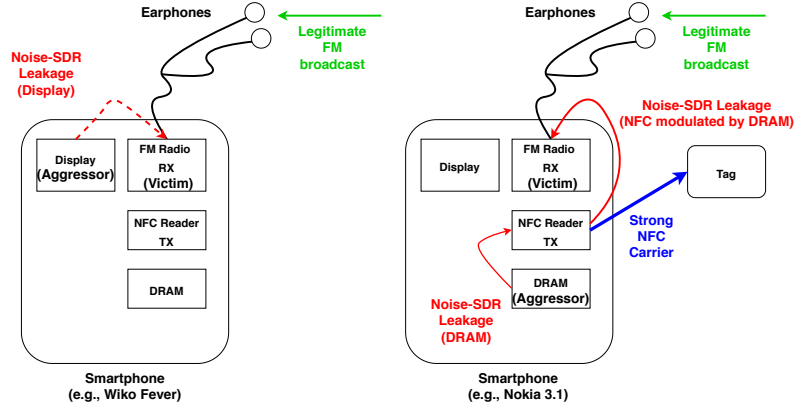 Earphones
Legitimate
FM
broadcast
Noise-SDR
Leakage
(Display)
Display
(Aggressor)
FM Radio
RX
(Victim)
NFC Reader
TX
DRAM
Smartphone
(e.g., Wiko Fever)
Earphones
Legitimate
FM
broadcast
Noise-SDR Leakage
(NFC modulated by DRAM)
Display
FM Radio
RX
(Victim)
Tag
NFC Reader
TX
Strong
NFC
Carrier
DRAM
(Aggressor)
Noise-SDR
Leakage
(DRAM)
Smartphone
(e.g., Nokia 3.1)